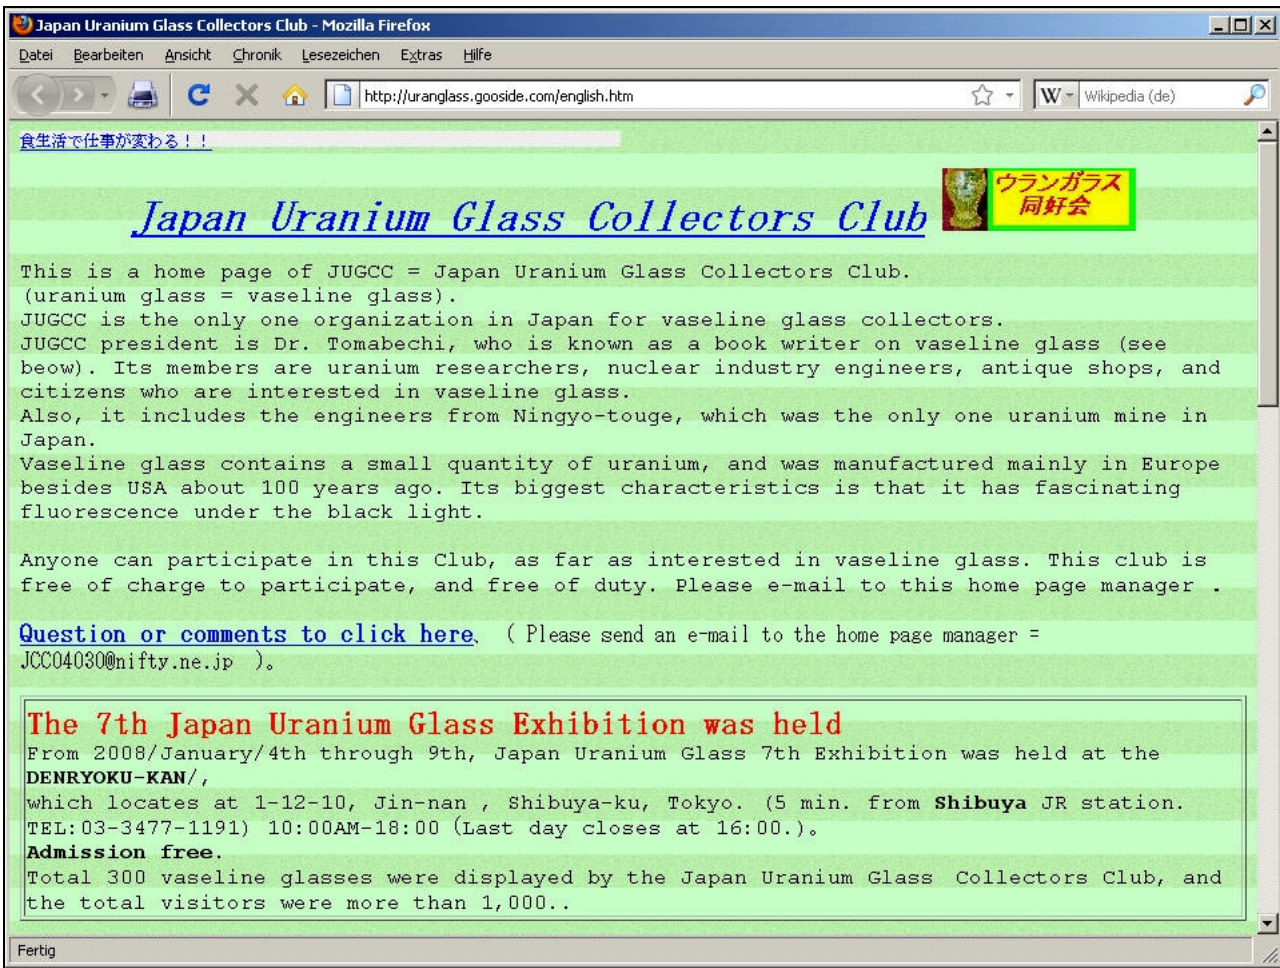 Japan Uranium Glass Collectors Club - Mozilla Firefox
Datei Bearbeiten Ansicht Chronik Lesezeichen Extras Hilfe
http://uranglass.gooside.com/english.htm
W Wikipedia (de)
食生活で仕事が変わる！！
ウランガラス
同好会
Japan Uranium Glass Collectors Club
This is a home page of JUGCC = Japan Uranium Glass Collectors Club.
(uranium glass = vaseline glass).
JUGCC is the only one organization in Japan for vaseline glass collectors.
JUGCC president is Dr. Tomabechi, who is known as a book writer on vaseline glass (see
beow). Its members are uranium researchers, nuclear industry engineers, antique shops, and
citizens who are interested in vaseline glass.
Also, it includes the engineers from Ningyo-touge, which was the only one uranium mine in
Japan.
Vaseline glass contains a small quantity of uranium, and was manufactured mainly in Europe
besides USA about 100 years ago. Its biggest characteristics is that it has fascinating
fluorescence under the black light.
Anyone can participate in this Club, as far as interested in vaseline glass. This club is
free of charge to participate, and free of duty. Please e-mail to this home page manager .
Question or comments to click here、 ( Please send an e-mail to the home page manager =
JCC04030@nifty.ne.jp )。
The 7th Japan Uranium Glass Exhibition was held
From 2008/January/4th through 9th, Japan Uranium Glass 7th Exhibition was held at the
DENRYOKU-KAN/,
which locates at 1-12-10, Jin-nan , Shibuya-ku, Tokyo. (5 min. from Shibuya JR station.
TEL:03-3477-1191) 10:00AM-18:00 (Last day closes at 16:00.)。
Admission free.
Total 300 vaseline glasses were displayed by the Japan Uranium Glass Collectors Club, and
the total visitors were more than 1,000..
Fertig